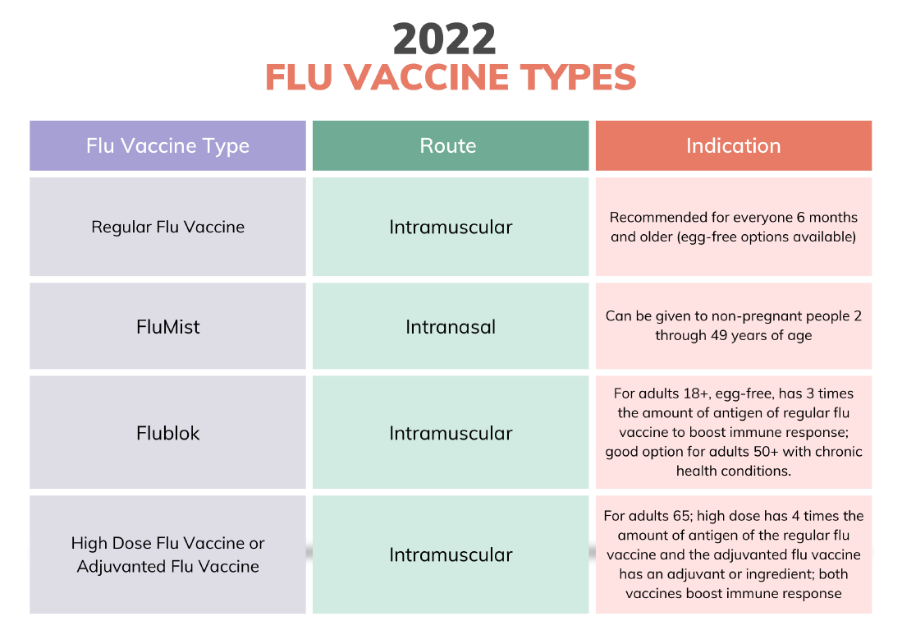 2022
FLU VACCINE TYPES
Flu Vaccine Type
Route
Indication
Regular Flu Vaccine
Intramuscular
Recommended for everyone 6 months
and older (egg-free options available)
FluMist
Intranasal
Can be given to non-pregnant people 2
through 49 years of age
Flublok
Intramuscular
For adults 18+, egg-free, has 3 times
the amount of antigen of regular flu
vaccine to boost immune response;
good option for adults 50+ with chronic
health conditions.
High Dose Flu Vaccine or
Adjuvanted Flu Vaccine
Intramuscular
For adults 65; high dose has 4 times the
amount of antigen of the regular flu
vaccine and the adjuvanted flu vaccine
has an adjuvant or ingredient; both
vaccines boost immune response